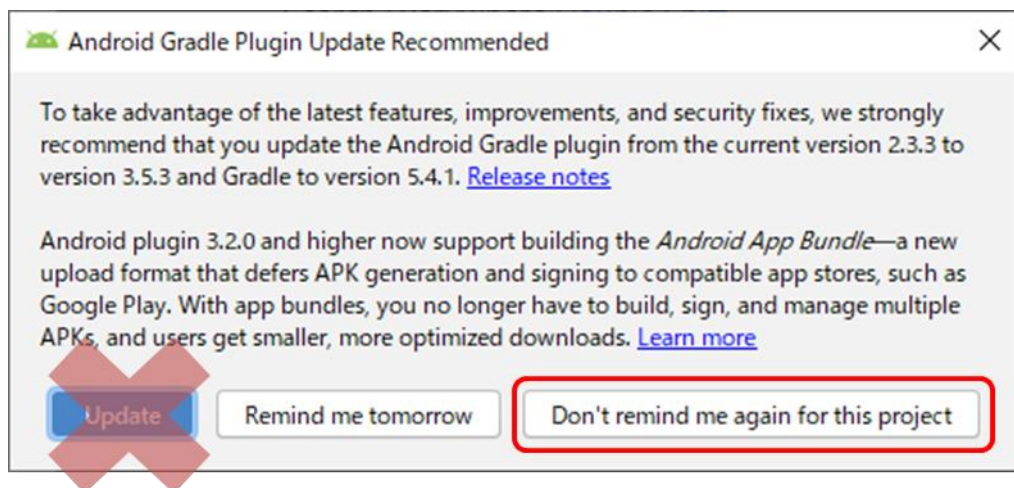 Android Gradle Plugin Update Recommended
To take advantage of the latest features, improvements, and security fixes, we strongly
recommend that you update the Android Gradle plugin from the current version 2.3.3 to
version 3.5.3 and Gradle to version 5.4.1. Release notes
Android plugin 3.2.0 and higher now support building the Android App Bundle—a new
upload format that defers APK generation and signing to compatible app stores, such as
Google Play. With app bundles, you no longer have to build, sign, and manage multiple
APKs, and users get smaller, more optimized downloads. Learn more
Update Remind me tomorrow Don't remind me again for this project